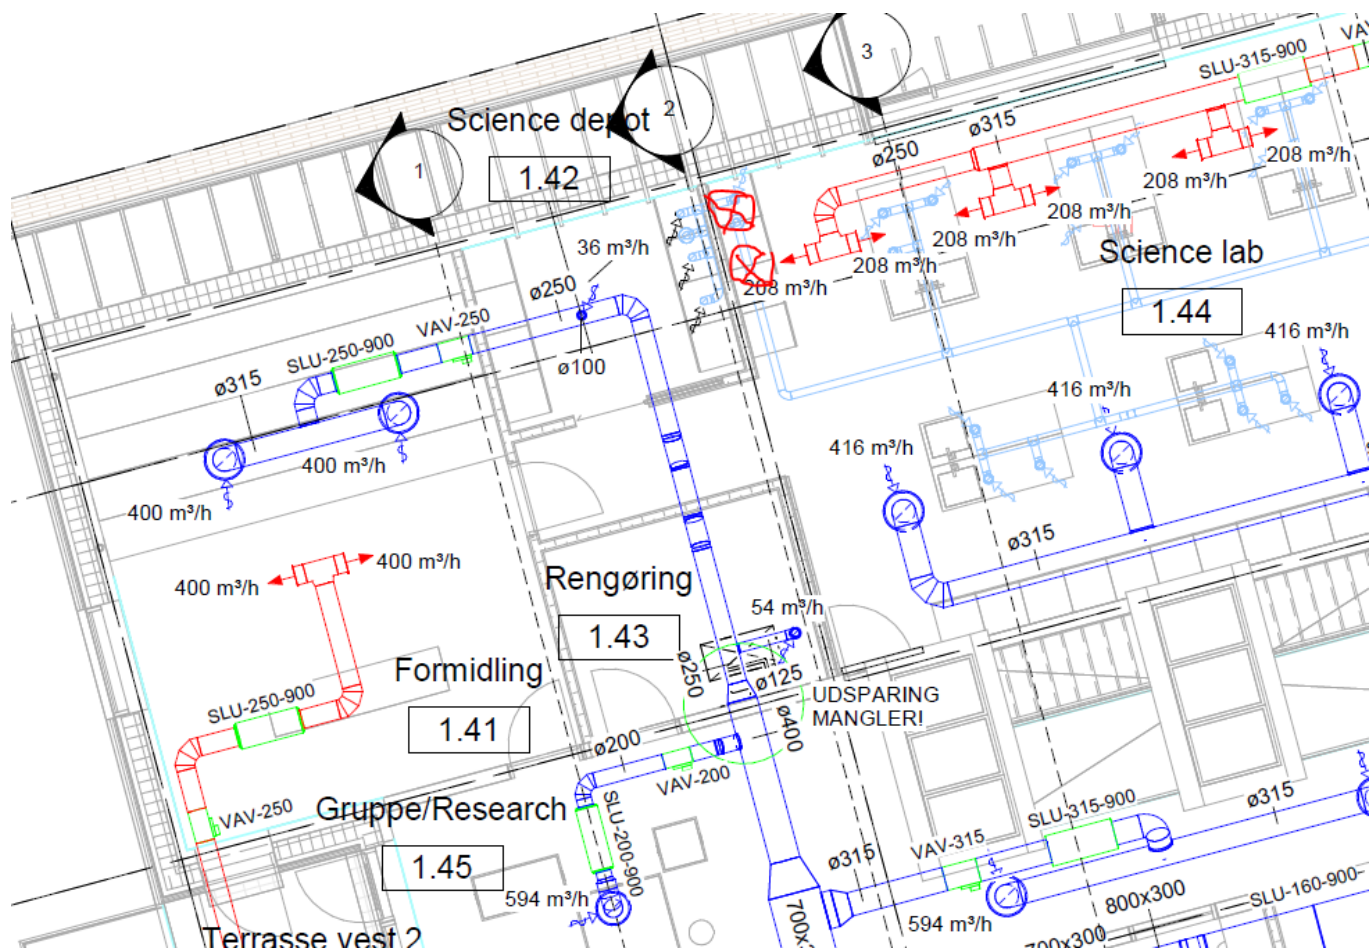 3
SLU-315-900
VAV
Science depot
2
ø315
ø250
1
1.42
208 m³/h
208 m³/h
208 m³/h
208 m³/h
208 m³/h
208 m³/h
36 m³/h
Science lab
1.44
ø250
VAV-250
SLU-250-900
ø315
ø100
416 m³/h
416 m³/h
416 m³/h
400 m³/h
400 m³/h
ø315
400 m³/h
400 m³/h
Rengøring
1.43
54 m³/h
ø250
ø125
Formidling
1.41
SLU-250-900
UDSPARING
MANGLER!
ø400
ø200
VAV-200
VAV-250
Gruppe/Research
1.45
SLU-200-900
594 m³/h
ø315
VAV-315
SLU-315-900
ø315
594 m³/h
800x300
SLU-160-900
700x300
Terrasse vest 2